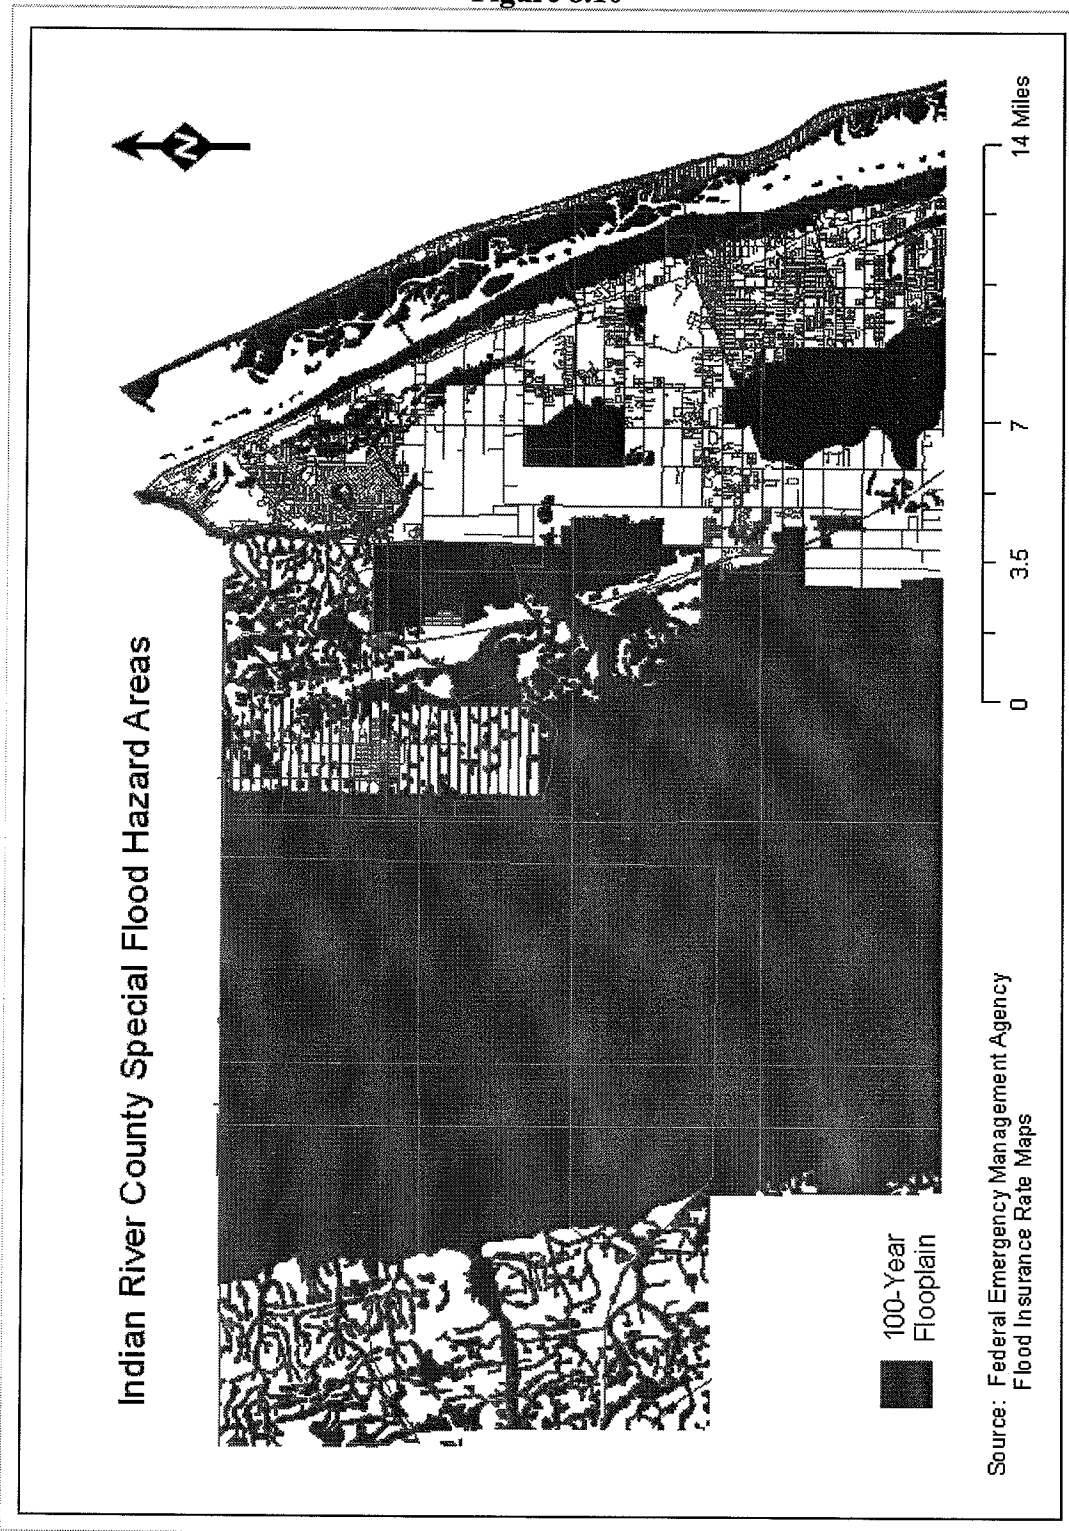 Indian River County Special Flood Hazard Areas
N
100-Year
Flooplain
0 3.5 7 14 Miles
Source: Federal Emergency Management Agency
Flood Insurance Rate Maps